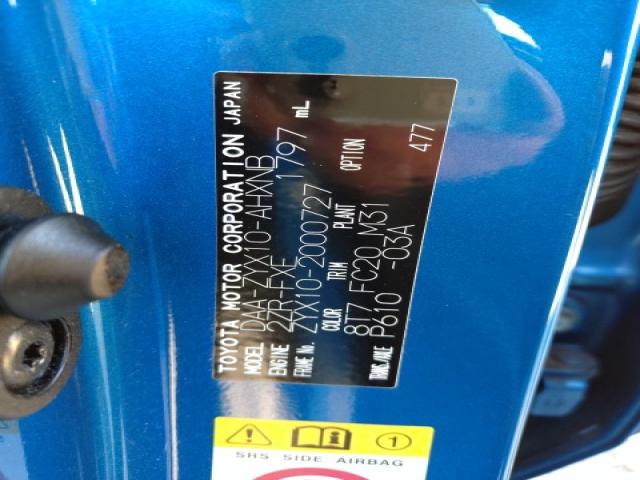 TOYOTA MOTOR CORPORATION JAPAN
MODEL DAA-ZYX10-AHXNB
ENGINE 2ZR-FXE 1797 mL
FRAME No. ZYX10-2000727
COLOR TRIM PLANT OPTION
8T7 FC20 M31 477
TRANS./AXLE P610 -03A
1
SRS SIDE AIRBAG